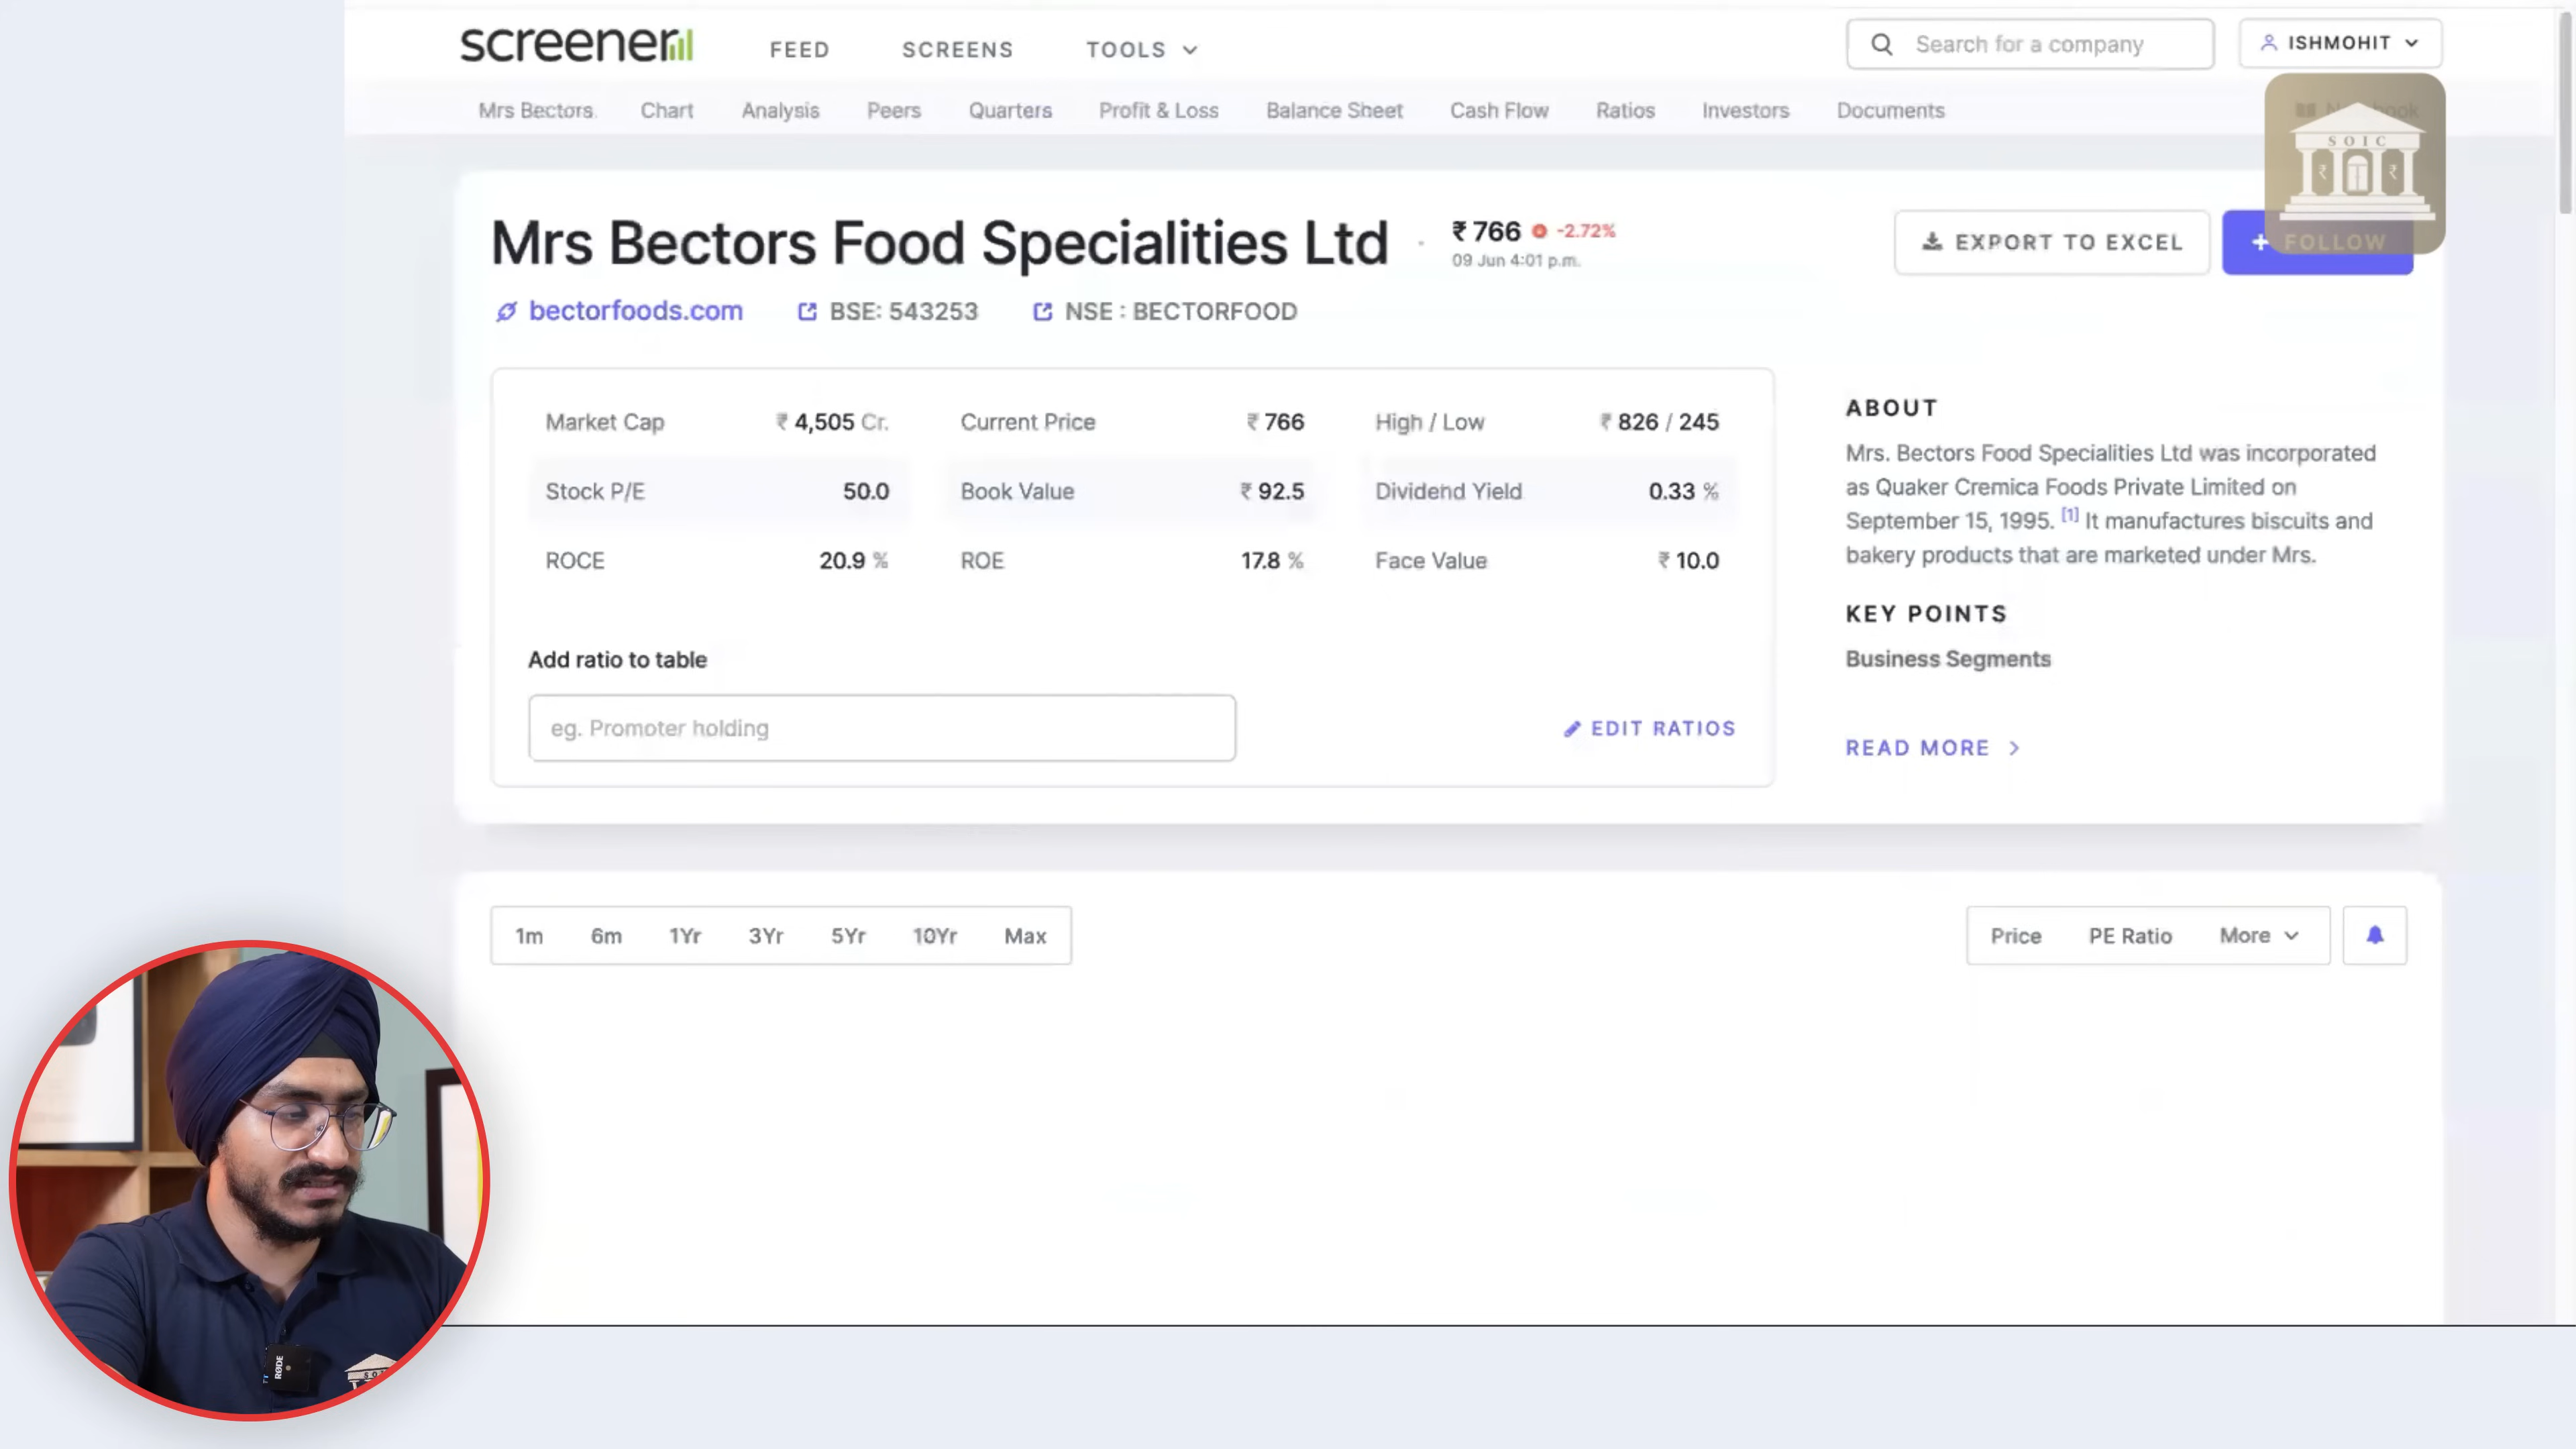 screener
FEED SCREENS TOOLS
Search for a company
ISHMOHIT
Mrs Bectors Chart Analysis Peers Quarters Profit & Loss Balance Sheet Cash Flow Ratios Investors Documents
SOIC
Mrs Bectors Food Specialities Ltd
₹ 766 -2.72%
09 Jun 4:01 p.m.
EXPORT TO EXCEL
+ FOLLOW
bectorfoods.com BSE: 543253 NSE : BECTORFOOD
Market Cap ₹ 4,505 Cr. Current Price ₹ 766 High / Low ₹ 826 / 245
Stock P/E 50.0 Book Value ₹ 92.5 Dividend Yield 0.33 %
ROCE 20.9 % ROE 17.8 % Face Value ₹ 10.0
Add ratio to table
eg. Promoter holding
EDIT RATIOS
ABOUT
Mrs. Bectors Food Specialities Ltd was incorporated
as Quaker Cremica Foods Private Limited on
September 15, 1995. [1] It manufactures biscuits and
bakery products that are marketed under Mrs.
KEY POINTS
Business Segments
READ MORE
1m 6m 1Yr 3Yr 5Yr 10Yr Max
Price PE Ratio More
RØDE